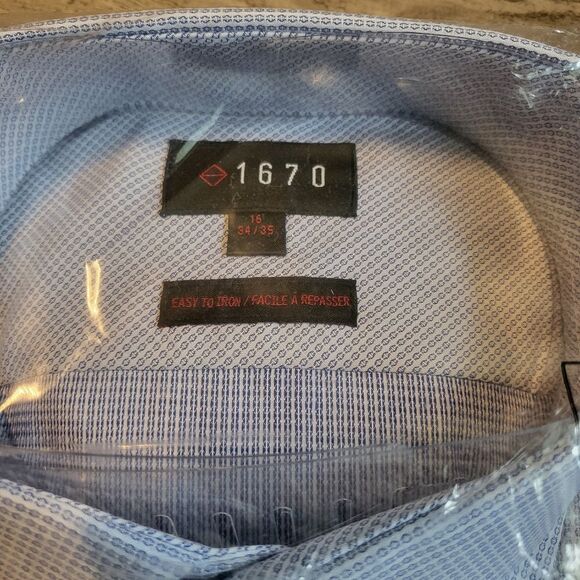 1670
16
34/35
EASY TO IRON / FACILE À REPASSER